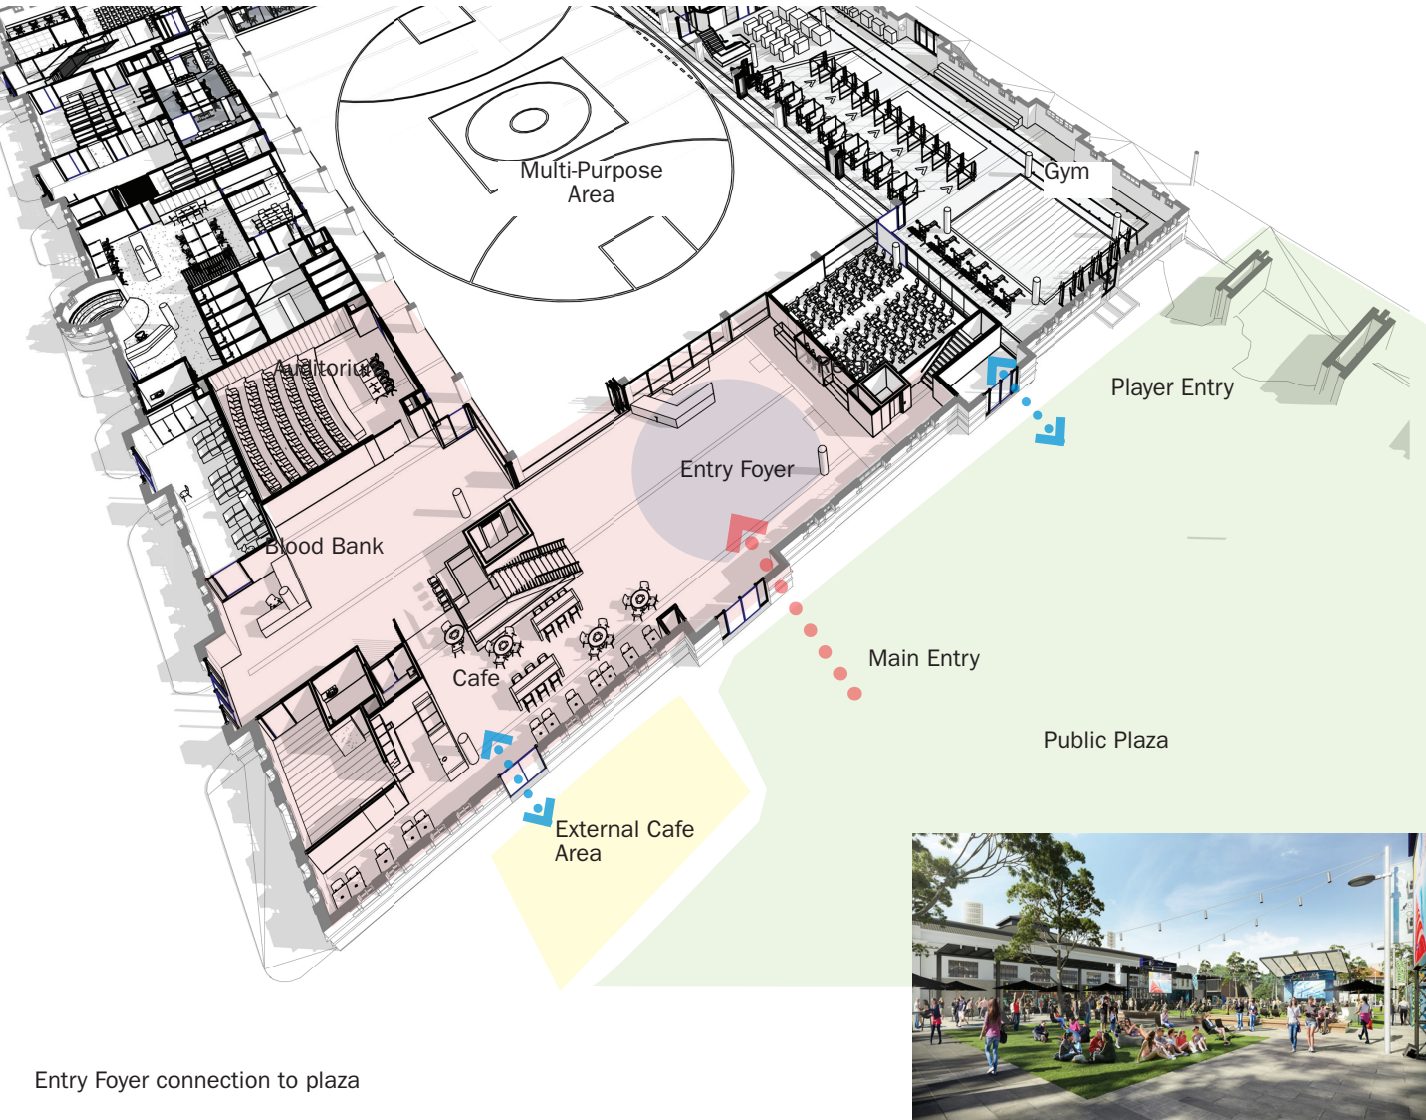 Multi-Purpose
Area
Gym
Auditorium
Player Entry
Entry Foyer
Blood Bank
Main Entry
Cafe
Public Plaza
External Cafe
Area
Entry Foyer connection to plaza